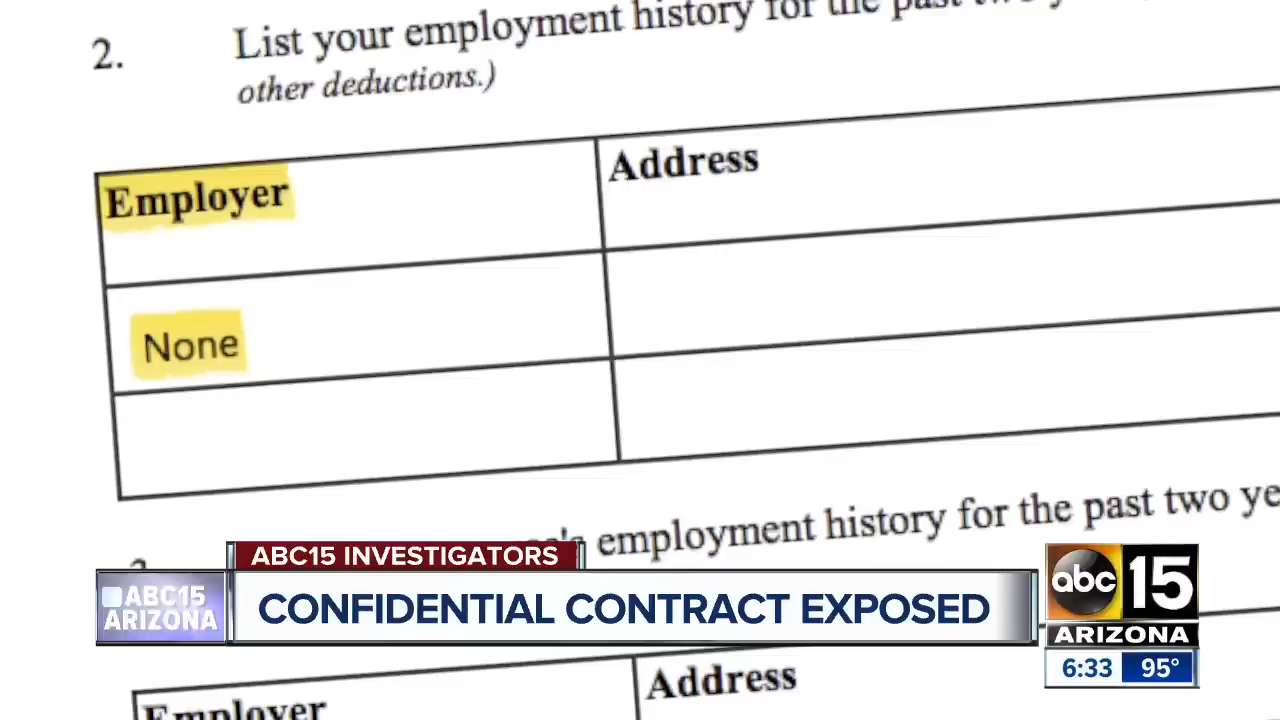 2. List your employment history for the past two
other deductions.)
Employer Address
None
employment history for the past two
ABC15 INVESTIGATORS
ABC15
ARIZONA
CONFIDENTIAL CONTRACT EXPOSED
abc 15
ARIZONA
6:33 95°
Employer Address